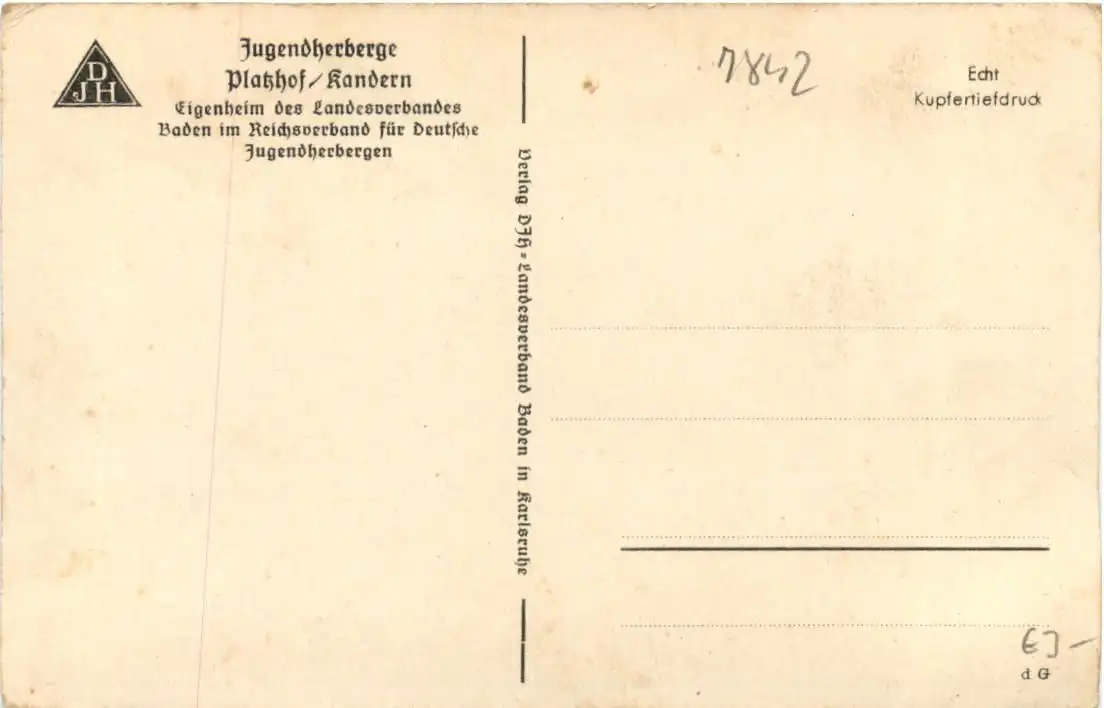 DJH
Jugendherberge
Platzhof/Kandern
Eigenheim des Landesverbandes
Baden im Reichsverband für Deutsche
Jugendherbergen
Verlag DJH-Landesverband Baden in Karlsruhe
7842
Echt
Kupfertiefdruck
d G